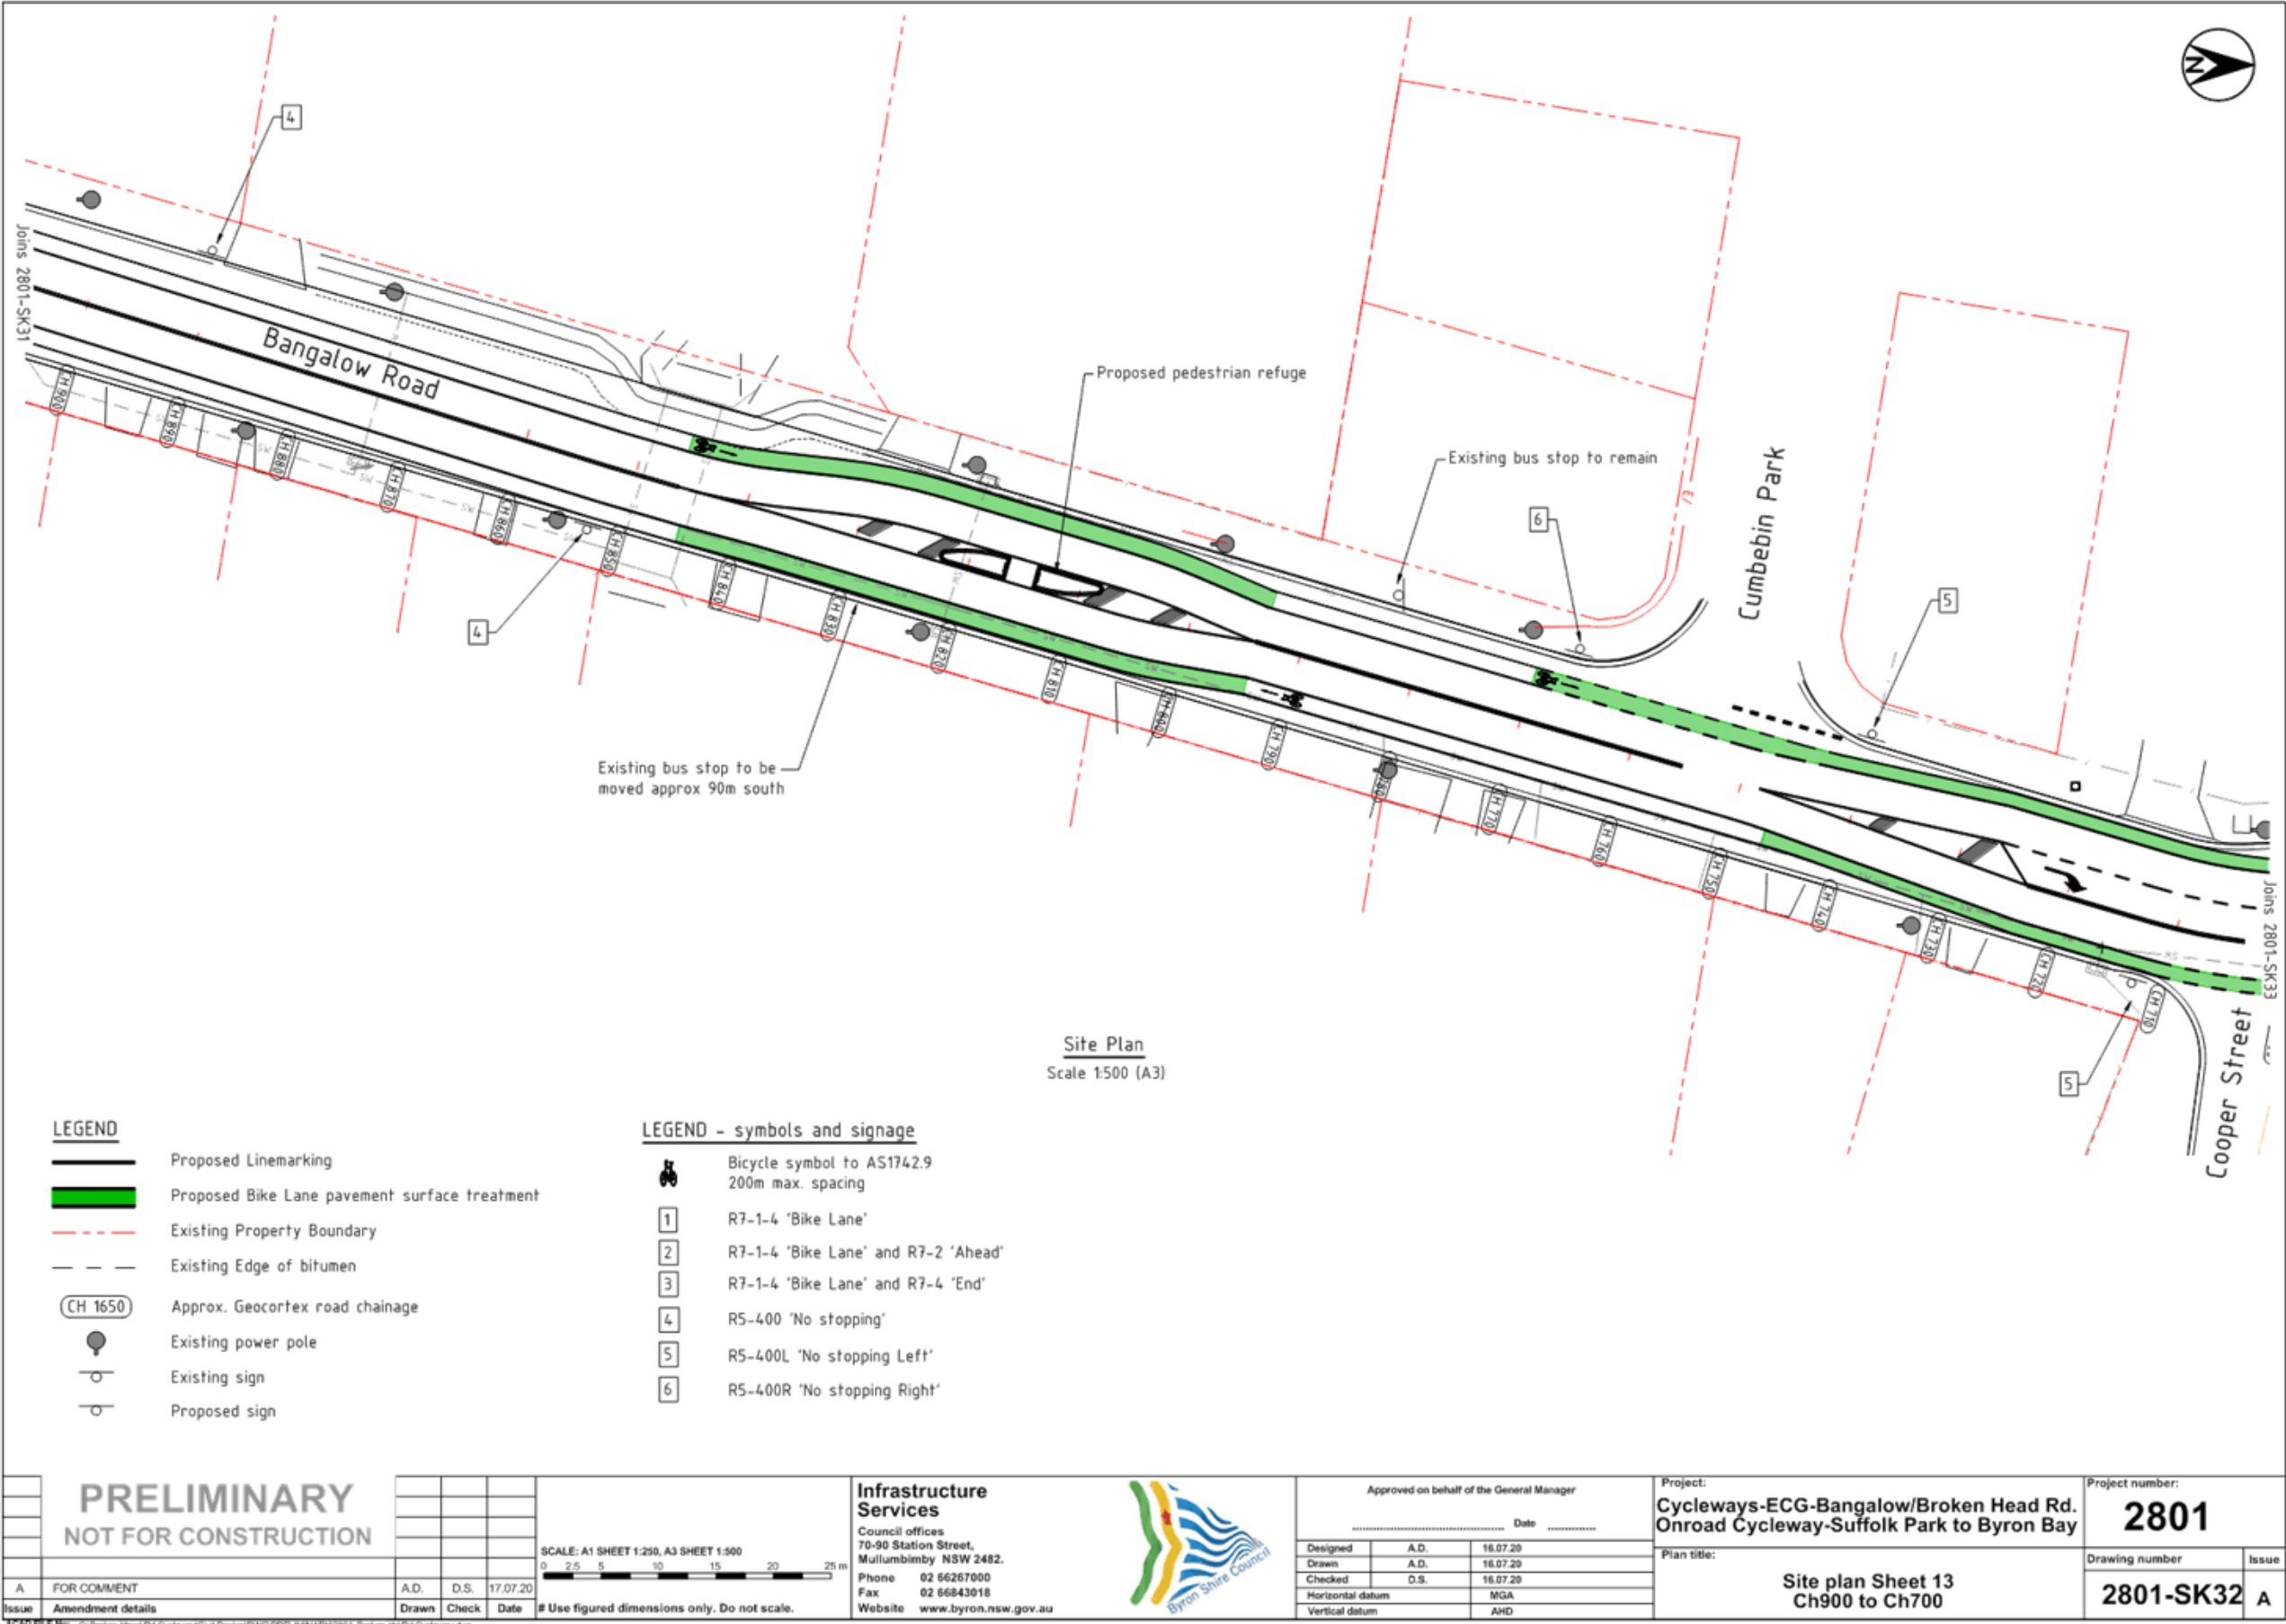 N
4
Joins 2801-SK31
Bangalow Road
Proposed pedestrian refuge
Existing bus stop to remain
6
Cumbebin Park
5
4
CH 900
CH 890
CH 880
CH 870
CH 860
CH 850
CH 840
CH 830
CH 820
CH 810
CH 800
CH 790
CH 780
CH 770
CH 760
CH 750
CH 740
CH 730
CH 720
CH 710
Existing bus stop to be
moved approx 90m south
Joins 2801-SK33
5
Cooper Street
Site Plan
Scale 1:500 (A3)
LEGEND
Proposed Linemarking
Proposed Bike Lane pavement surface treatment
Existing Property Boundary
Existing Edge of bitumen
CH 1650 Approx. Geocortex road chainage
Existing power pole
Existing sign
Proposed sign
LEGEND - symbols and signage
Bicycle symbol to AS1742.9
200m max. spacing
1 R7-1-4 'Bike Lane'
2 R7-1-4 'Bike Lane' and R7-2 'Ahead'
3 R7-1-4 'Bike Lane' and R7-4 'End'
4 R5-400 'No stopping'
5 R5-400L 'No stopping Left'
6 R5-400R 'No stopping Right'
PRELIMINARY
NOT FOR CONSTRUCTION
A FOR COMMENT A.D. D.S. 17.07.20
Issue Amendment details Drawn Check Date
SCALE: A1 SHEET 1:250, A3 SHEET 1:500
0 2.5 5 10 15 20 25 m
# Use figured dimensions only. Do not scale.
Infrastructure
Services
Council offices
70-90 Station Street,
Mullumbimby NSW 2482.
Phone 02 66267000
Fax 02 66843018
Website www.byron.nsw.gov.au
Byron Shire Council
Approved on behalf of the General Manager
Date
Designed A.D. 16.07.20
Drawn A.D. 16.07.20
Checked D.S. 16.07.20
Horizontal datum MGA
Vertical datum AHD
Project:
Cycleways-ECG-Bangalow/Broken Head Rd.
Onroad Cycleway-Suffolk Park to Byron Bay
Plan title:
Site plan Sheet 13
Ch900 to Ch700
Project number:
2801
Drawing number Issue
2801-SK32 A